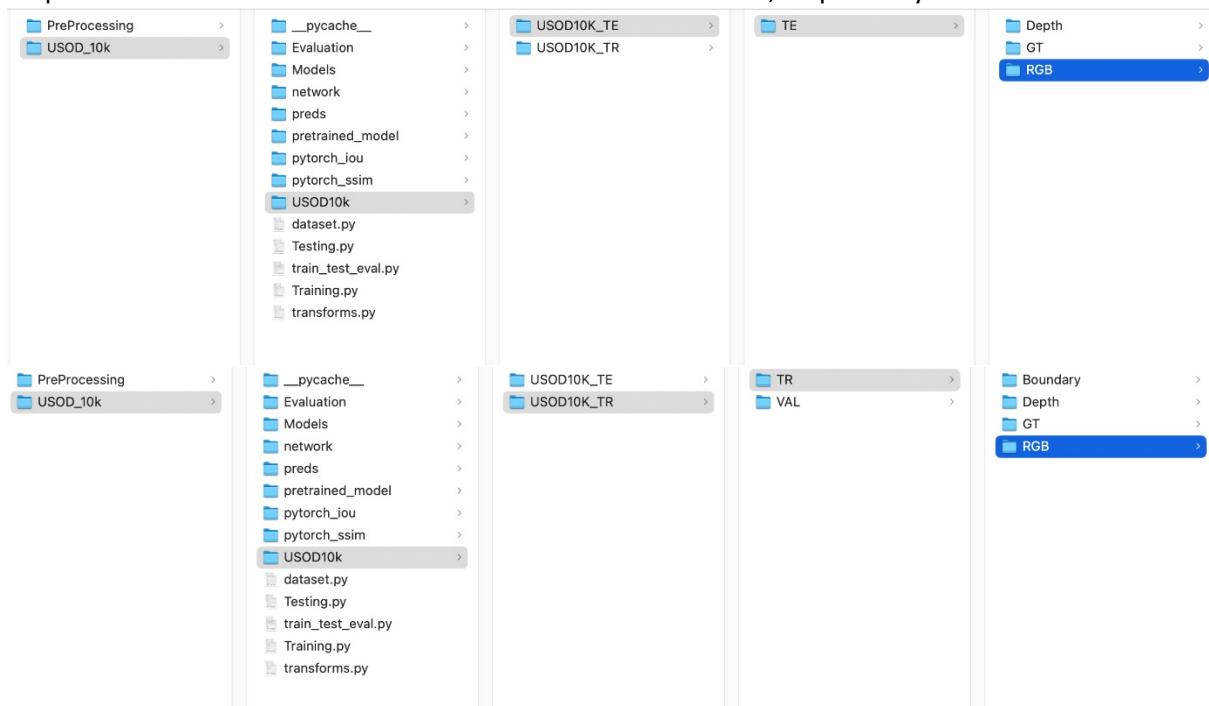 PreProcessing
USOD_10k
__pycache__
Evaluation
Models
network
preds
pretrained_model
pytorch_iou
pytorch_ssim
USOD10k
dataset.py
Testing.py
train_test_eval.py
Training.py
transforms.py
USOD10K_TE
USOD10K_TR
TE
Depth
GT
RGB
PreProcessing
USOD_10k
__pycache__
Evaluation
Models
network
preds
pretrained_model
pytorch_iou
pytorch_ssim
USOD10k
dataset.py
Testing.py
train_test_eval.py
Training.py
transforms.py
USOD10K_TE
USOD10K_TR
TR
VAL
Boundary
Depth
GT
RGB